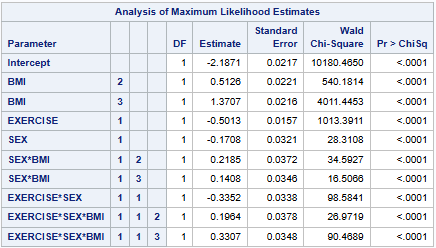 Analysis of Maximum Likelihood Estimates
Parameter DF Estimate Standard Error Wald Chi-Square Pr > ChiSq
Intercept 1 -2.1871 0.0217 10180.4650 <.0001
BMI 2 1 0.5126 0.0221 540.1814 <.0001
BMI 3 1 1.3707 0.0216 4011.4453 <.0001
EXERCISE 1 1 -0.5013 0.0157 1013.3911 <.0001
SEX 1 1 -0.1708 0.0321 28.3108 <.0001
SEX*BMI 1 2 1 0.2185 0.0372 34.5927 <.0001
SEX*BMI 1 3 1 0.1408 0.0346 16.5066 <.0001
EXERCISE*SEX 1 1 1 -0.3352 0.0338 98.5841 <.0001
EXERCISE*SEX*BMI 1 1 2 1 0.1964 0.0378 26.9719 <.0001
EXERCISE*SEX*BMI 1 1 3 1 0.3307 0.0348 90.4689 <.0001